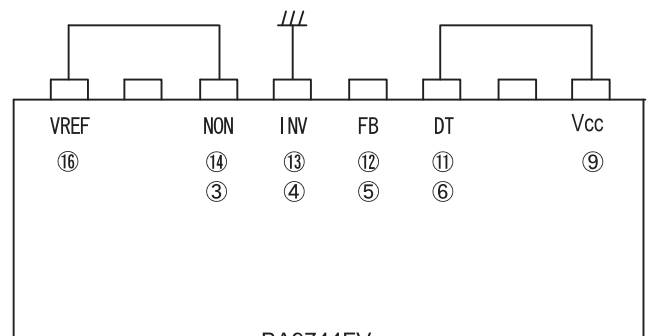 VREF NON INV FB DT Vcc
⑯ ⑭ ⑬ ⑫ ⑪ ⑨
③ ④ ⑤ ⑥